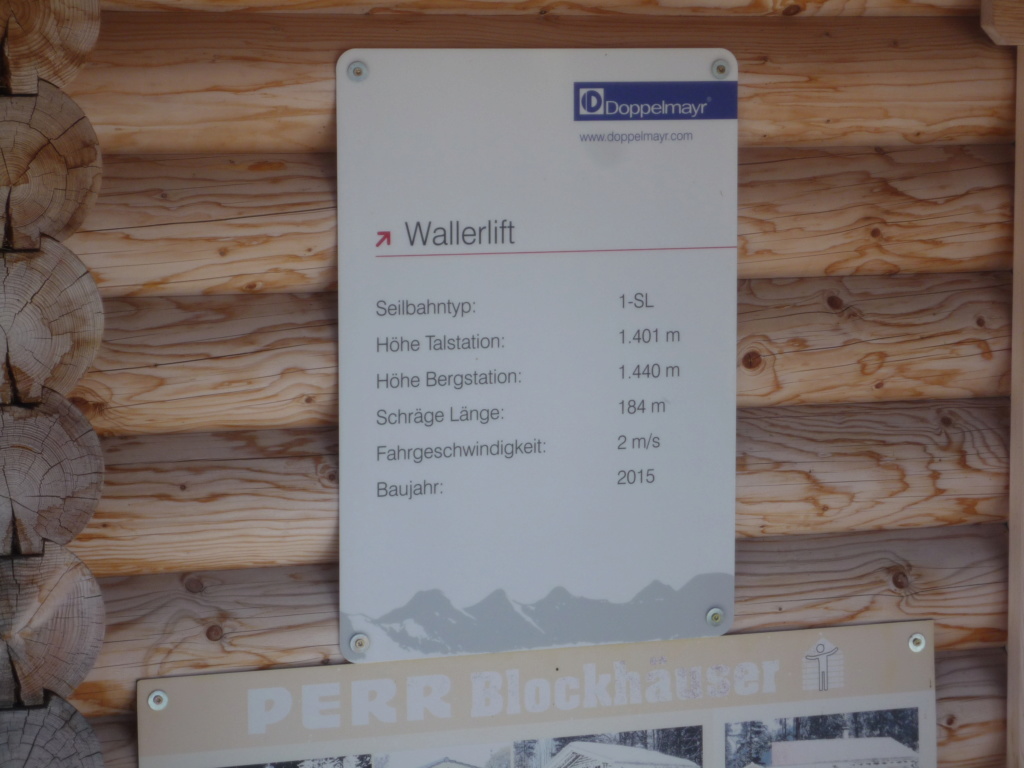 Doppelmayr
www.doppelmayr.com
Wallerlift
Seilbahntyp: 1-SL
Höhe Talstation: 1.401 m
Höhe Bergstation: 1.440 m
Schräge Länge: 184 m
Fahrgeschwindigkeit: 2 m/s
Baujahr: 2015
PERR Blockhäuser